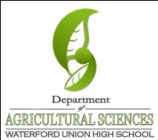 Department
of
AGRICULTURAL SCIENCES
WATERFORD UNION HIGH SCHOOL